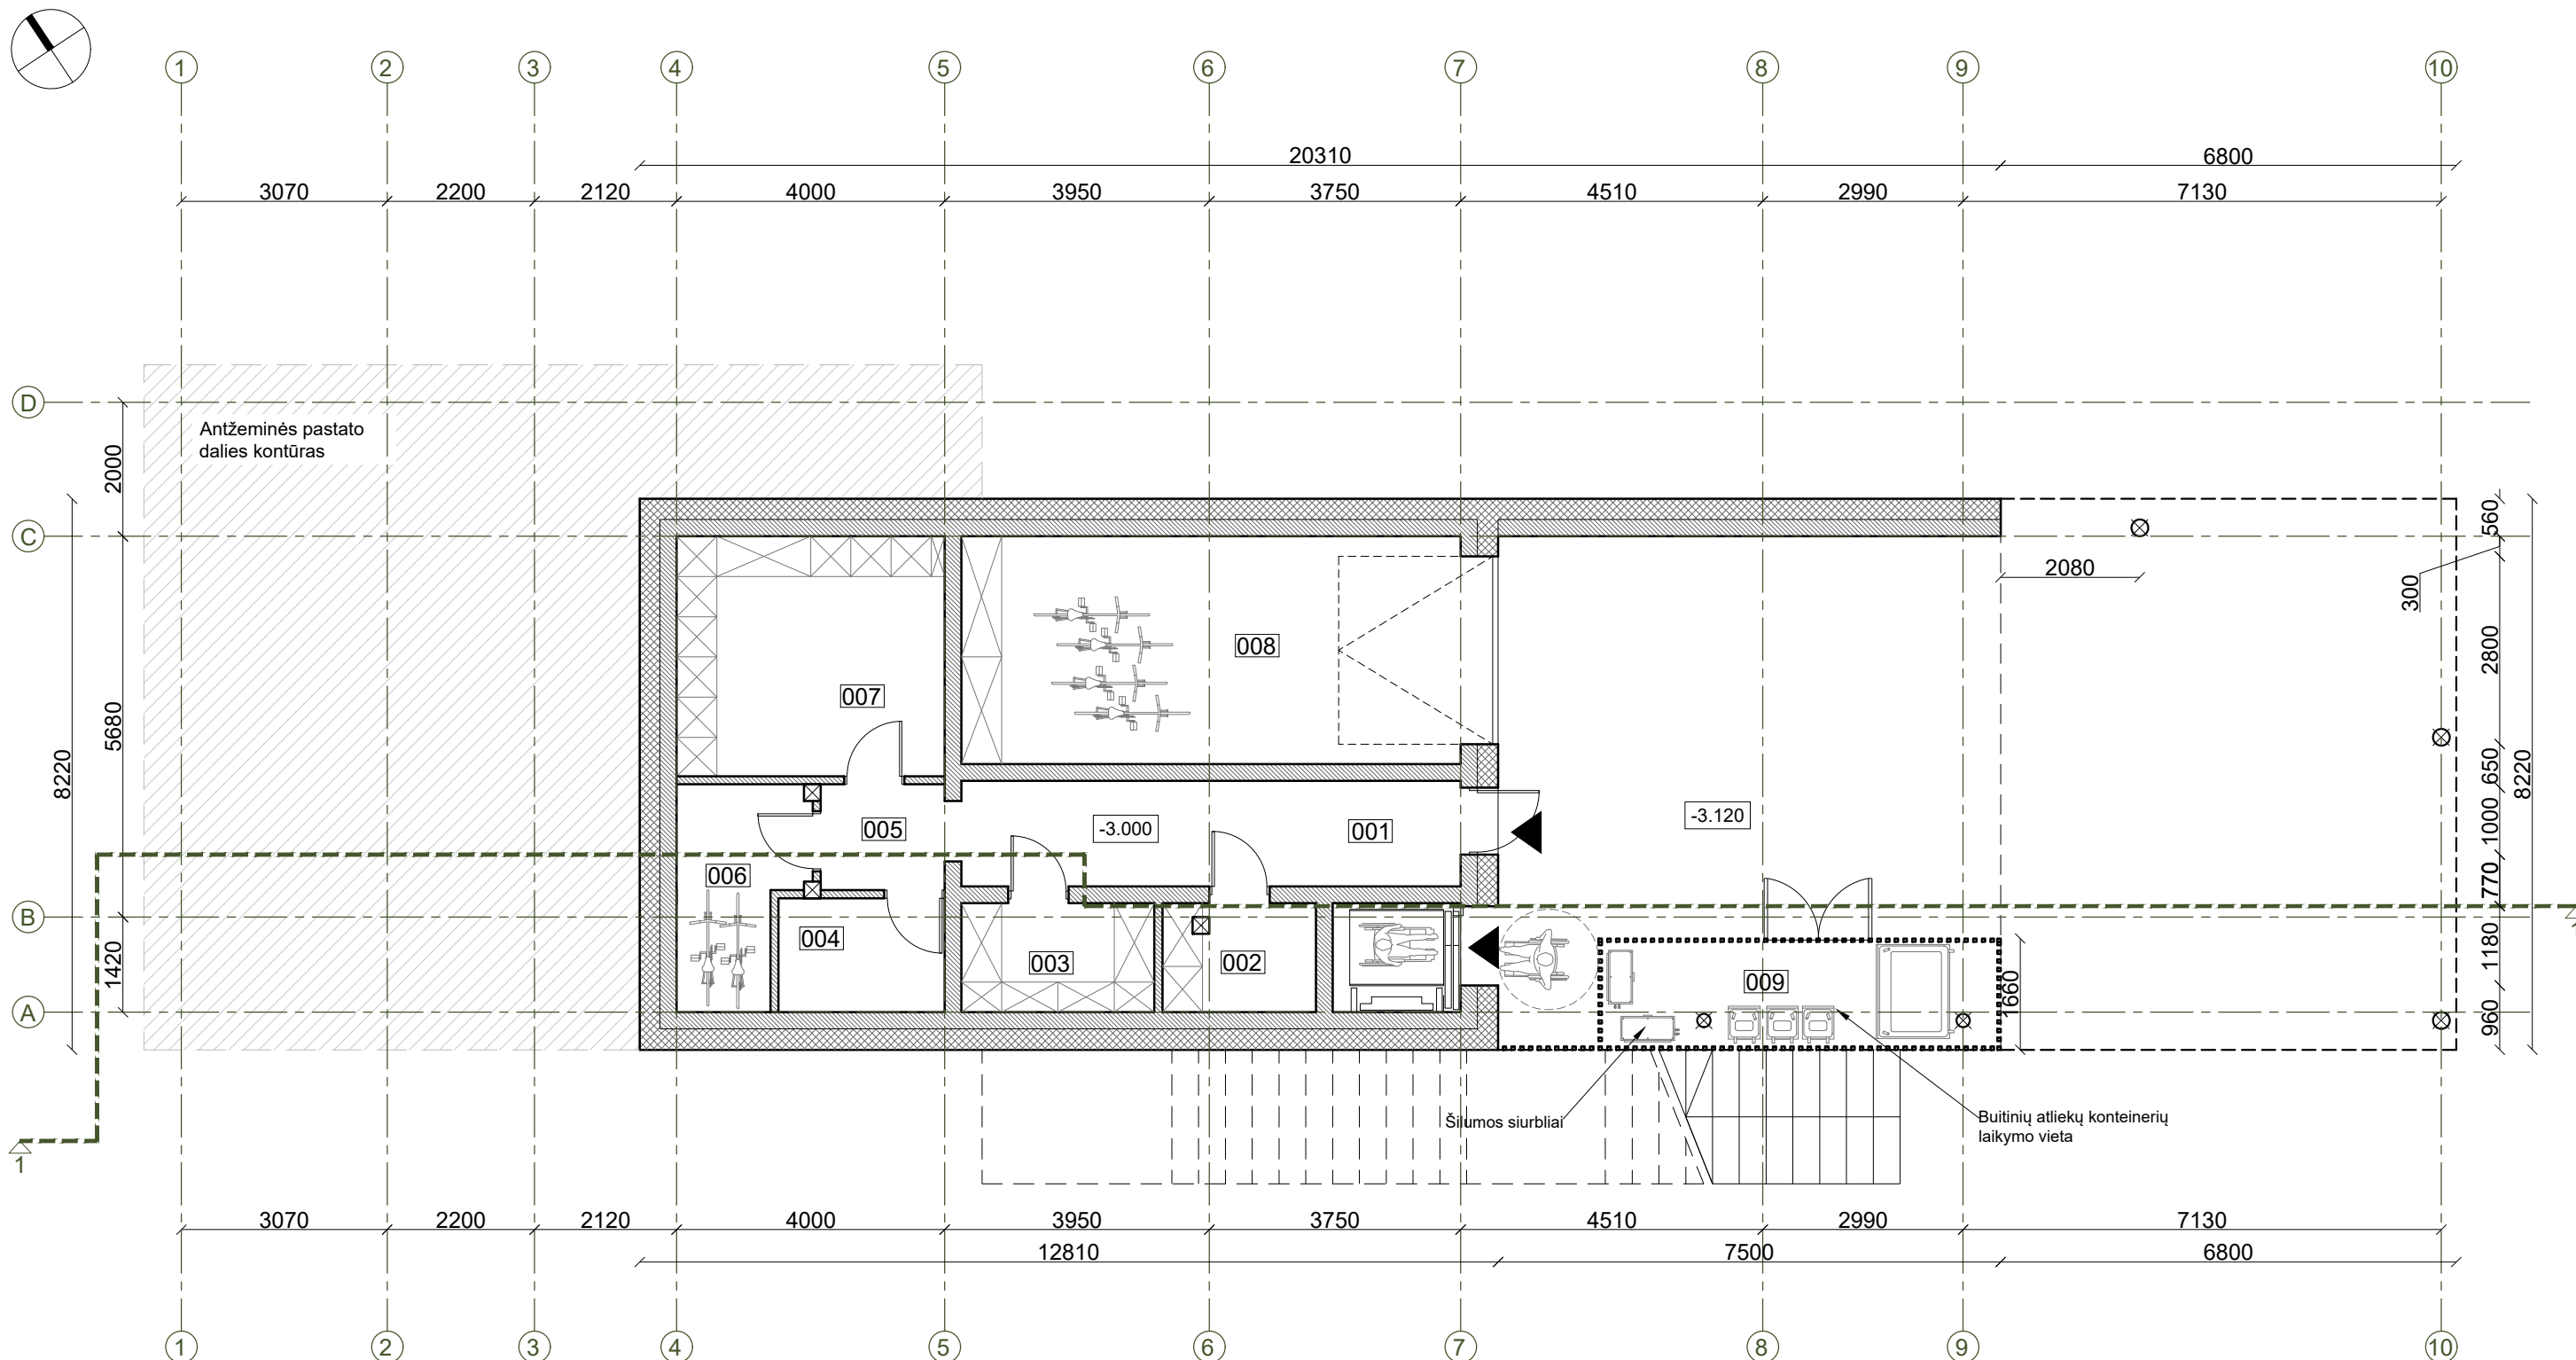 1 2 3 4 5 6 7 8 9 10
20310 6800
3070 2200 2120 4000 3950 3750 4510 2990 7130
D
Antžeminės pastato
dalies kontūras
2000
C
560
2080
300
008
2800
007
5680
8220
650
8220
-3.120
005
-3.000
001
1000
006
770
B
004
003
002
009
1420
1180
1660
A
960
Šilumos siurbliai
Buitinių atliekų konteinerių
laikymo vieta
1
3070 2200 2120 4000 3950 3750 4510 2990 7130
12810 7500 6800
1 2 3 4 5 6 7 8 9 10